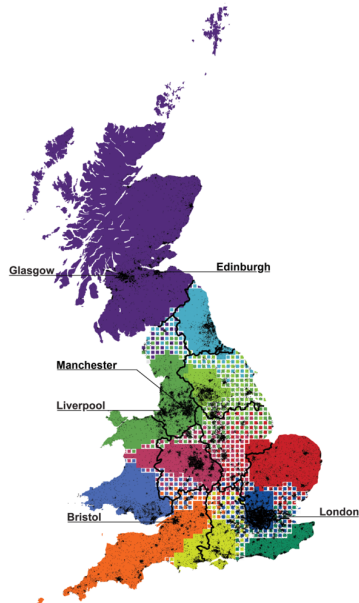 Glasgow
Edinburgh
Manchester
Liverpool
London
Bristol